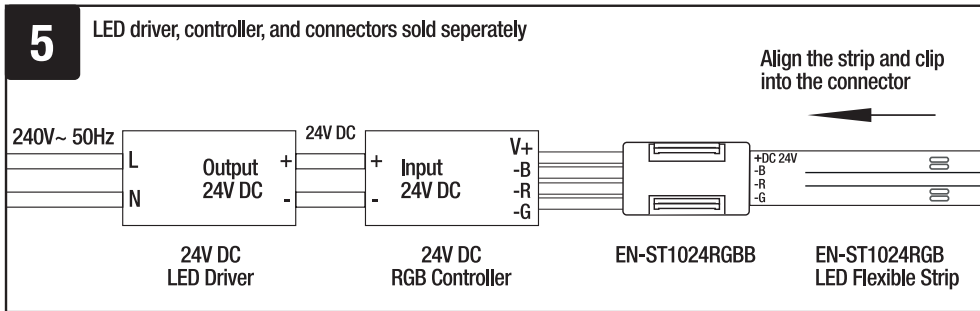 5
LED driver, controller, and connectors sold seperately
Align the strip and clip
into the connector
240V~ 50Hz
L
N
Output
24V DC
+
-
24V DC
+
-
Input
24V DC
V+
-B
-R
-G
+DC 24V
-B
-R
-G
24V DC
LED Driver
24V DC
RGB Controller
EN-ST1024RGBB
EN-ST1024RGB
LED Flexible Strip